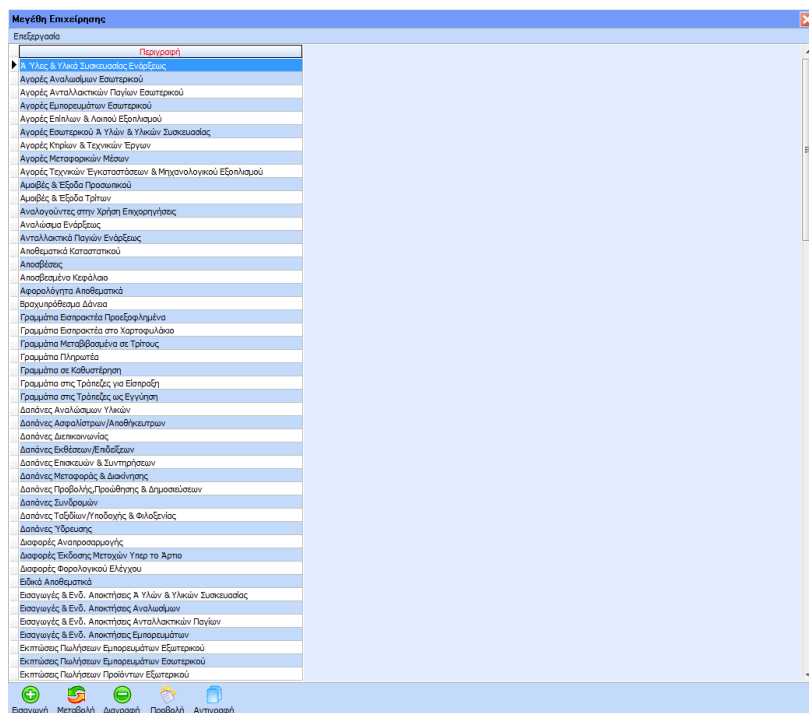 Μεγέθη Επιχείρησης
Επεξεργασία
Περιγραφή
Ά Ύλες & Υλικά Συσκευασίας Ενάρξεως
Αγορές Αναλωσίμων Εσωτερικού
Αγορές Ανταλλακτικών Παγίων Εσωτερικού
Αγορές Εμπορευμάτων Εσωτερικού
Αγορές Επίπλων & Λοιπού Εξοπλισμού
Αγορές Εσωτερικού Ά Υλών & Υλικών Συσκευασίας
Αγορές Κτιρίων & Τεχνικών Έργων
Αγορές Μεταφορικών Μέσων
Αγορές Τεχνικών Έγκαταστάσεων & Μηχανολογικού Εξοπλισμού
Αμοιβές & Έξοδα Προσωπικού
Αμοιβές & Έξοδα Τρίτων
Αναλογούντες στην Χρήση Επιχορηγήσεις
Αναλώσιμα Ενάρξεως
Ανταλλακτικά Παγιών Ενάρξεως
Αποθεματικά Καταστατικού
Αποσβέσεις
Αποσβεσμένο Κεφάλαιο
Αφορολόγητα Αποθεματικά
Βραχυπρόθεσμα Δάνεια
Γραμμάτια Εισπρακτέα Προεξοφλημένα
Γραμμάτια Εισπρακτέα στο Χαρτοφυλάκιο
Γραμμάτια Μεταβιβασμένα σε Τρίτους
Γραμμάτια Πληρωτέα
Γραμμάτια σε Καθυστέρηση
Γραμμάτια στις Τράπεζες για Είσπραξη
Γραμμάτια στις Τράπεζες ως Εγγύηση
Δαπάνες Αναλώσιμων Υλικών
Δαπάνες Ασφαλίστρων/Αποθήκευτρων
Δαπάνες Διεπικοινωνίας
Δαπάνες Εκθέσεων/Επιδείξεων
Δαπάνες Επισκευών & Συντηρήσεων
Δαπάνες Μεταφοράς & Διακίνησης
Δαπάνες Προβολής,Προώθησης & Δημοσιεύσεων
Δαπάνες Συνδρομών
Δαπάνες Ταξιδίων/Υποδοχής & Φιλοξενίας
Δαπάνες Ύδρευσης
Διαφορές Αναπροσαρμογής
Διαφορές Έκδοσης Μετοχών Υπερ το Άρτιο
Διαφορές Φορολογικού Ελέγχου
Ειδικά Αποθεματικά
Εισαγωγές & Ενδ. Αποκτήσεις Ά Υλών & Υλικών Συσκευασίας
Εισαγωγές & Ενδ. Αποκτήσεις Αναλωσίμων
Εισαγωγές & Ενδ. Αποκτήσεις Ανταλλακτικών Παγίων
Εισαγωγές & Ενδ. Αποκτήσεις Εμπορευμάτων
Εκπτώσεις Πωλήσεων Εμπορευμάτων Εξωτερικού
Εκπτώσεις Πωλήσεων Εμπορευμάτων Εσωτερικού
Εκπτώσεις Πωλήσεων Προϊόντων Εξωτερικού
Εισαγωγή Μεταβολή Διαγραφή Προβολή Αντιγραφή